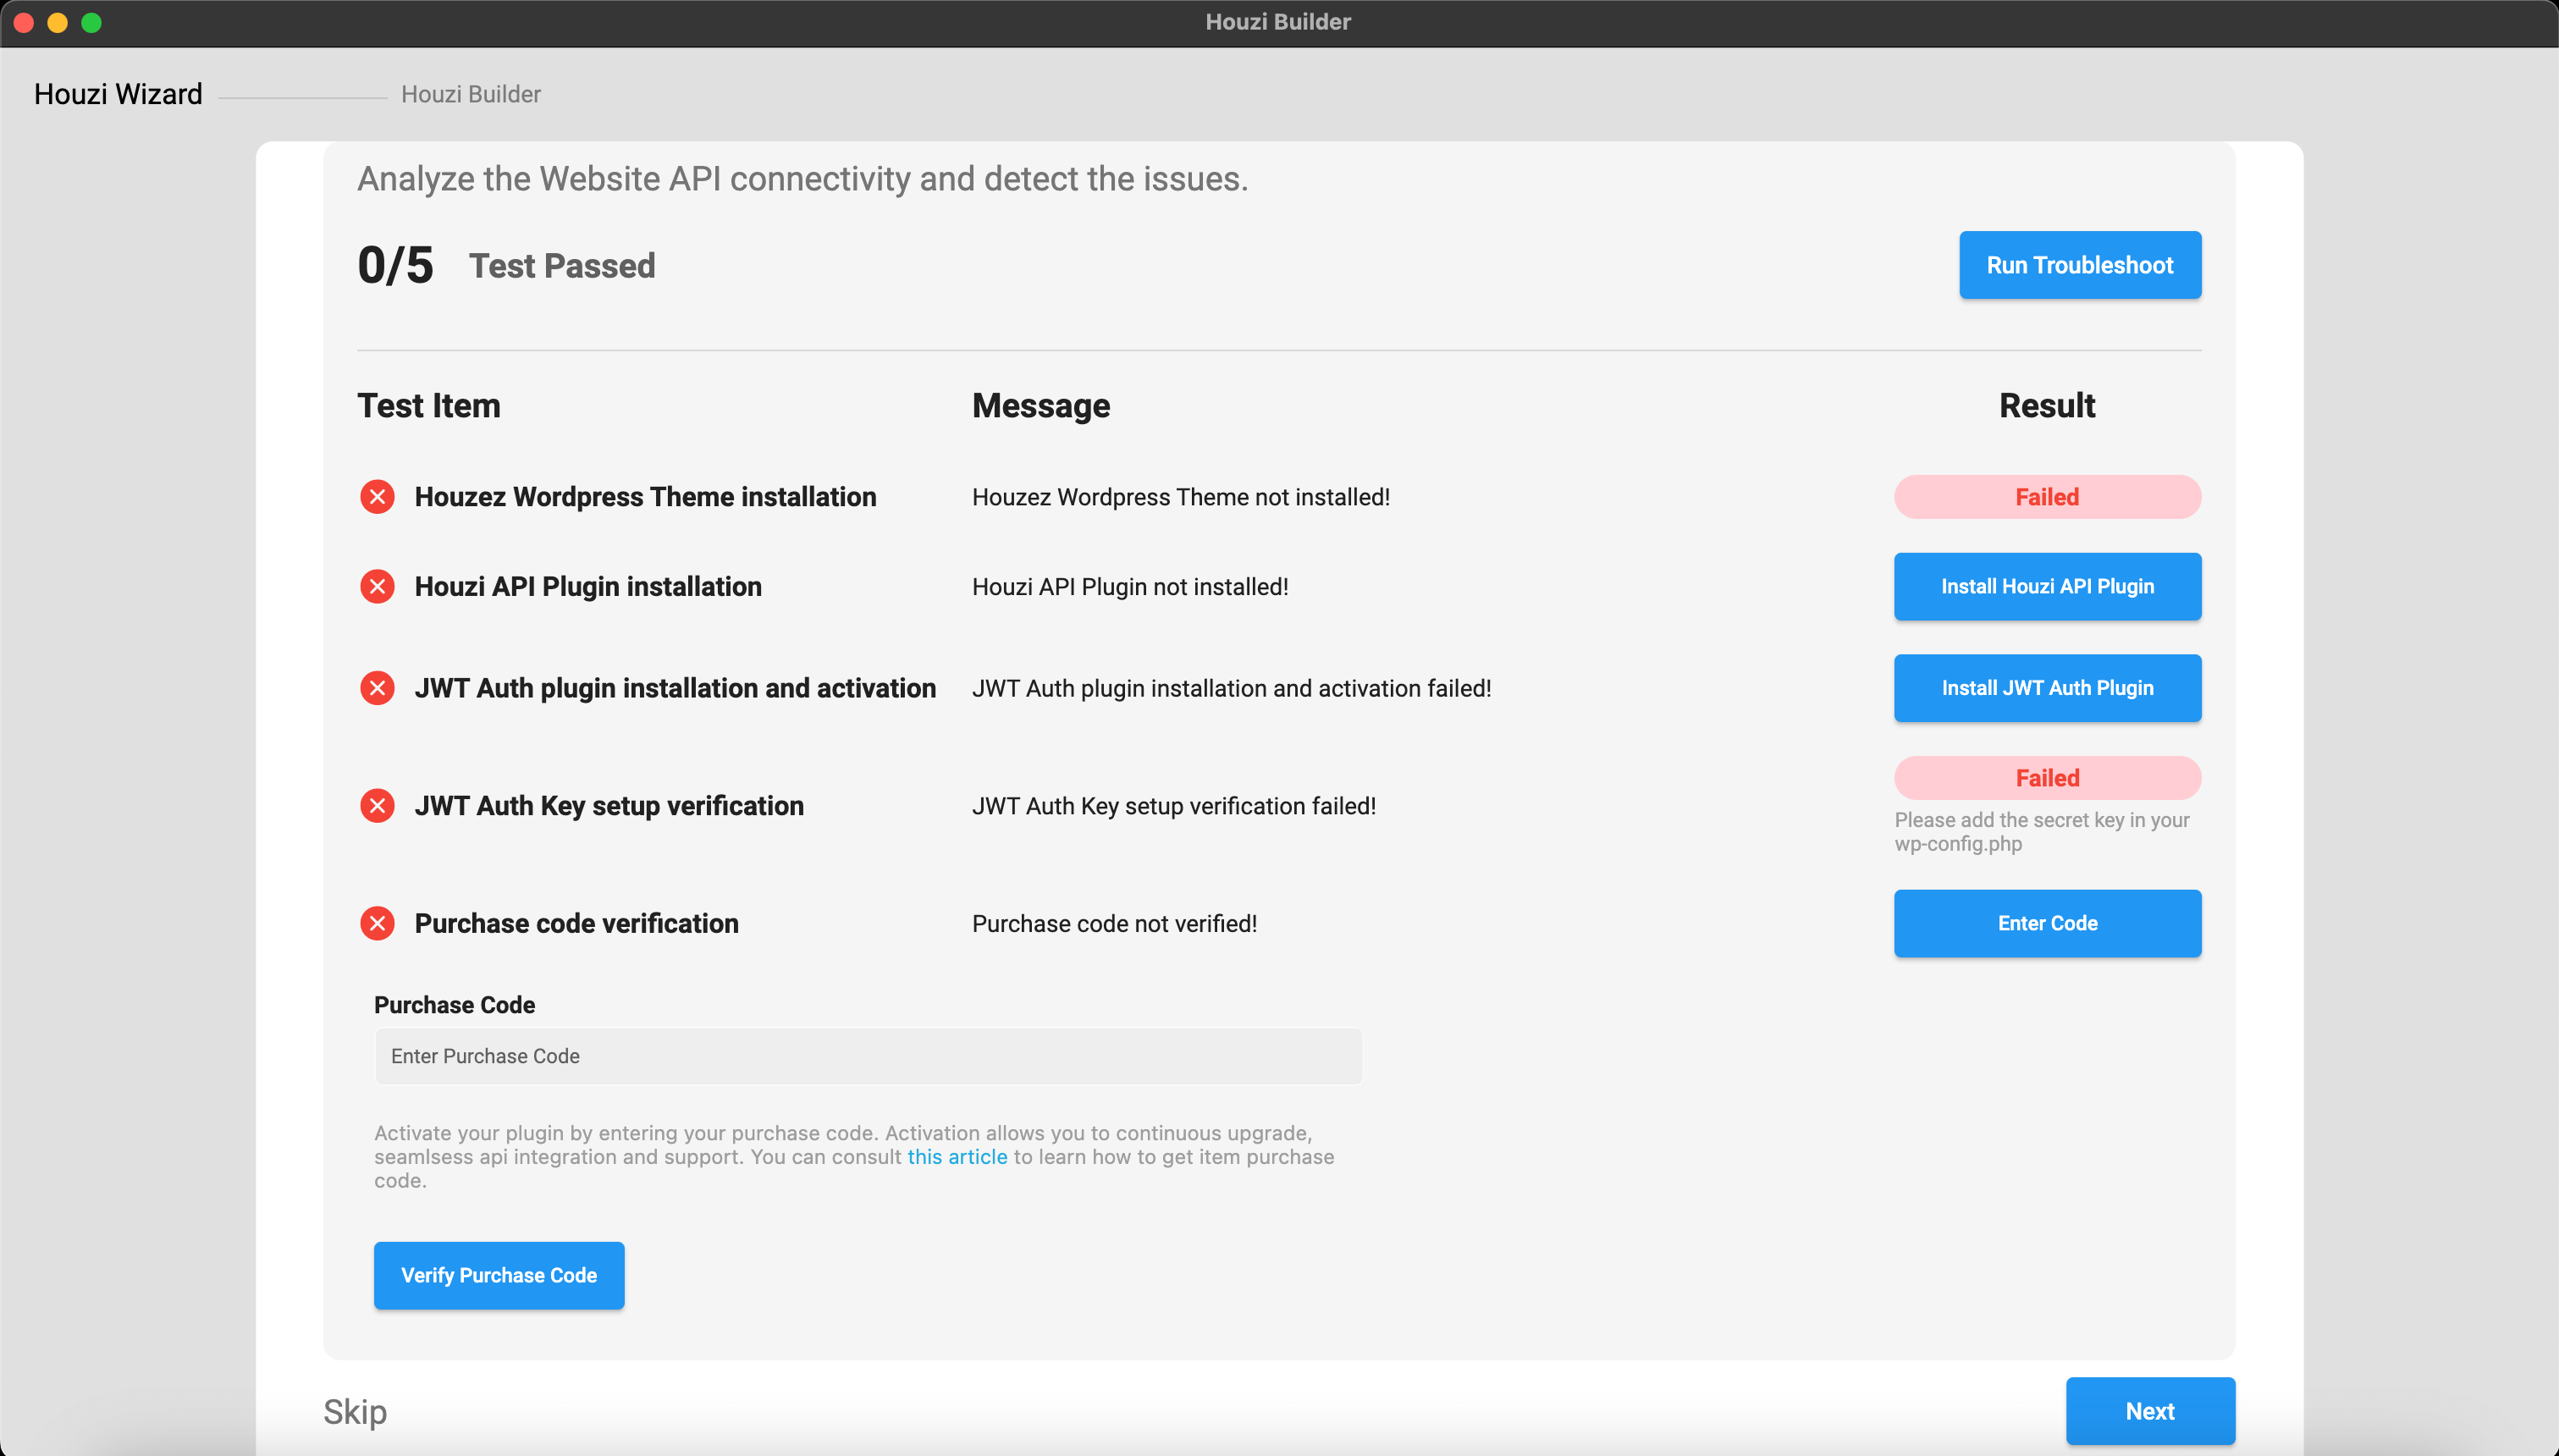 Houzi Builder
Houzi Wizard Houzi Builder
Analyze the Website API connectivity and detect the issues.
0/5 Test Passed
Run Troubleshoot
Test Item Message Result
Houzez Wordpress Theme installation Houzez Wordpress Theme not installed! Failed
Houzi API Plugin installation Houzi API Plugin not installed! Install Houzi API Plugin
JWT Auth plugin installation and activation JWT Auth plugin installation and activation failed! Install JWT Auth Plugin
JWT Auth Key setup verification JWT Auth Key setup verification failed! Failed
Please add the secret key in your
wp-config.php
Purchase code verification Purchase code not verified! Enter Code
Purchase Code
Enter Purchase Code
Activate your plugin by entering your purchase code. Activation allows you to continuous upgrade,
seamlsess api integration and support. You can consult this article to learn how to get item purchase
code.
Verify Purchase Code
Skip
Next